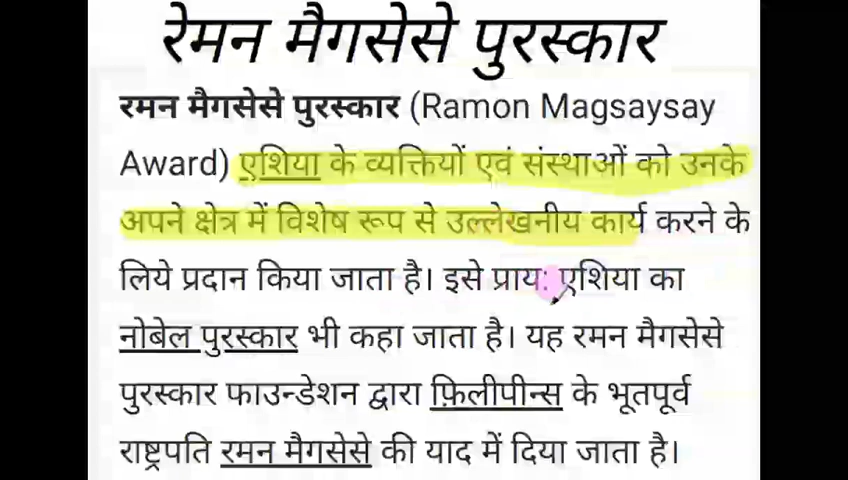 रेमन मैगसेसे पुरस्कार
रमन मैगसेसे पुरस्कार (Ramon Magsaysay
Award) एशिया के व्यक्तियों एवं संस्थाओं को उनके
अपने क्षेत्र में विशेष रूप से उल्लेखनीय कार्य करने के
लिये प्रदान किया जाता है। इसे प्राय: एशिया का
नोबेल पुरस्कार भी कहा जाता है। यह रमन मैगसेसे
पुरस्कार फाउन्डेशन द्वारा फ़िलीपीन्स के भूतपूर्व
राष्ट्रपति रमन मैगसेसे की याद में दिया जाता है।